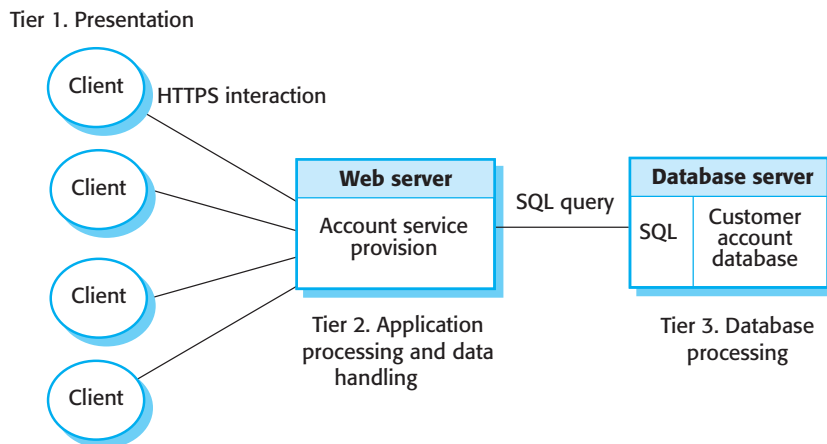 Tier 1. Presentation
Client
HTTPS interaction
Client
Client
Client
Web server
Account service
provision
SQL query
Database server
SQL
Customer
account
database
Tier 2. Application
processing and data
handling
Tier 3. Database
processing